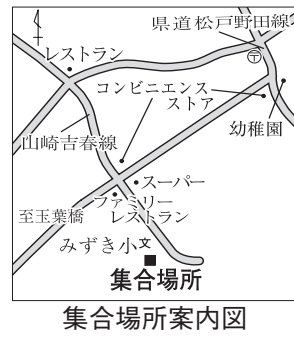 県道松戸野田線
レストラン
コンビニエンス
ストア
幼稚園
山崎吉春線
スーパー
ファミリー
レストラン
至玉葉橋
みずき小文
集合場所
集合場所案内図